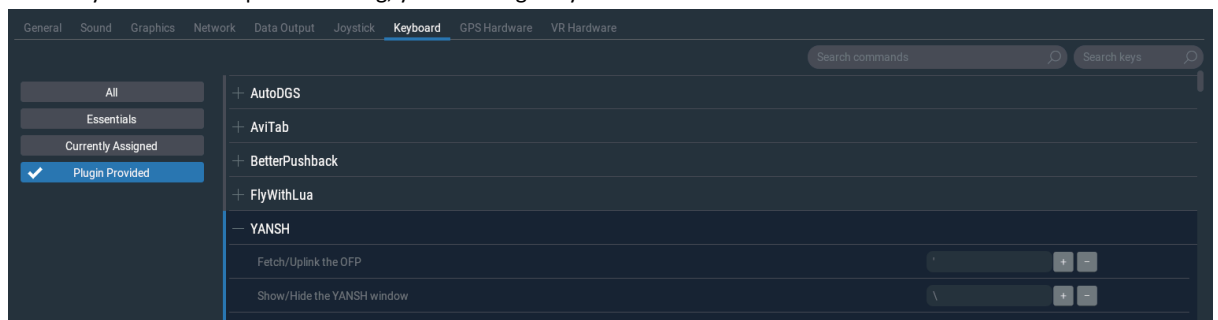 General Sound Graphics Network Data Output Joystick Keyboard GPS Hardware VR Hardware
Search commands Search keys
All
Essentials
Currently Assigned
Plugin Provided
AutoDGS
AviTab
BetterPushback
FlyWithLua
YANSH
Fetch/Uplink the OFP ' + -
Show/Hide the YANSH window \ + -